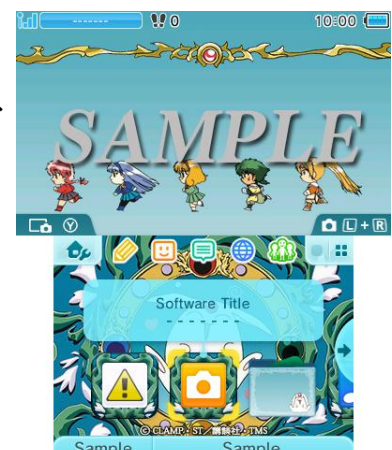 ------- 0 10:00
SAMPLE
Y L+R
Software Title
-------
© CLAMP・ST／講談社・TMS
Sample Sample